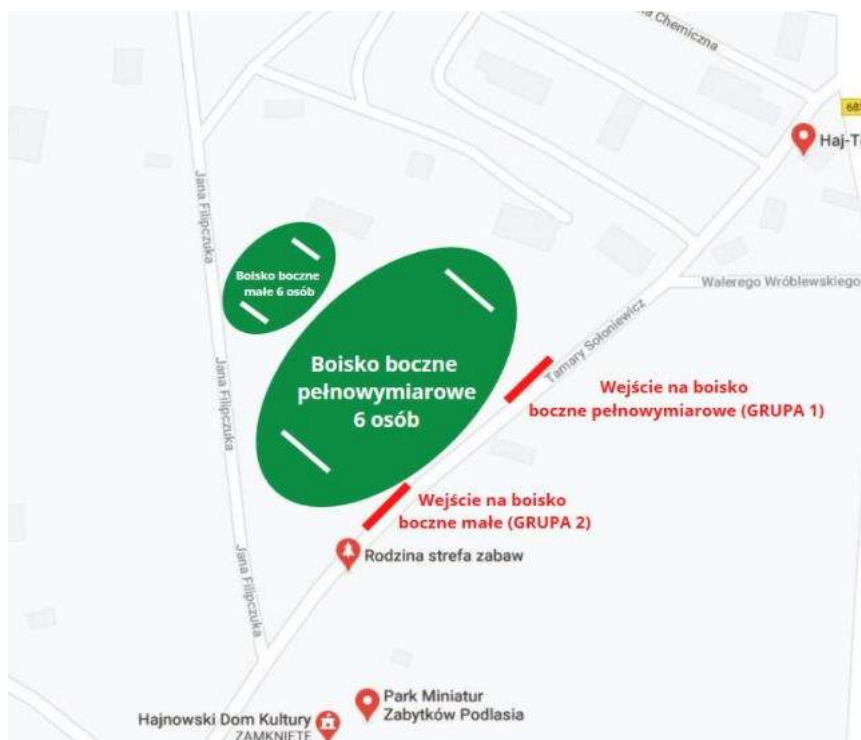 Chemiczna
68
Haj-T
Jana Filipczuka
Walerego Wróblewskiego
Boisko boczne
małe 6 osób
Tamary Sołoniewicz
Boisko boczne
pełnowymiarowe
6 osób
Jana Filipczuka
Wejście na boisko
boczne pełnowymiarowe (GRUPA 1)
Wejście na boisko
boczne małe (GRUPA 2)
Rodzina strefa zabaw
Jana Filipczuka
Park Miniatur
Zabytków Podlasia
Hajnowski Dom Kultury
ZAMKNIĘTE